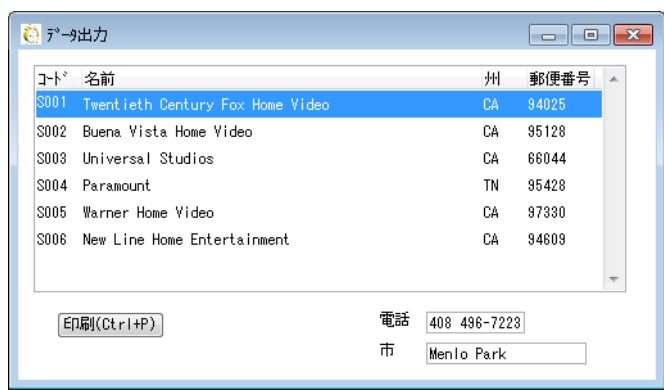 ﾃﾞｰﾀ出力
ｺｰﾄﾞ 名前 州 郵便番号
S001 Twentieth Century Fox Home Video CA 94025
S002 Buena Vista Home Video CA 95128
S003 Universal Studios CA 66044
S004 Paramount TN 95428
S005 Warner Home Video CA 97330
S006 New Line Home Entertainment CA 94609
印刷(Ctrl+P) 電話 408 496-7223
市 Menlo Park